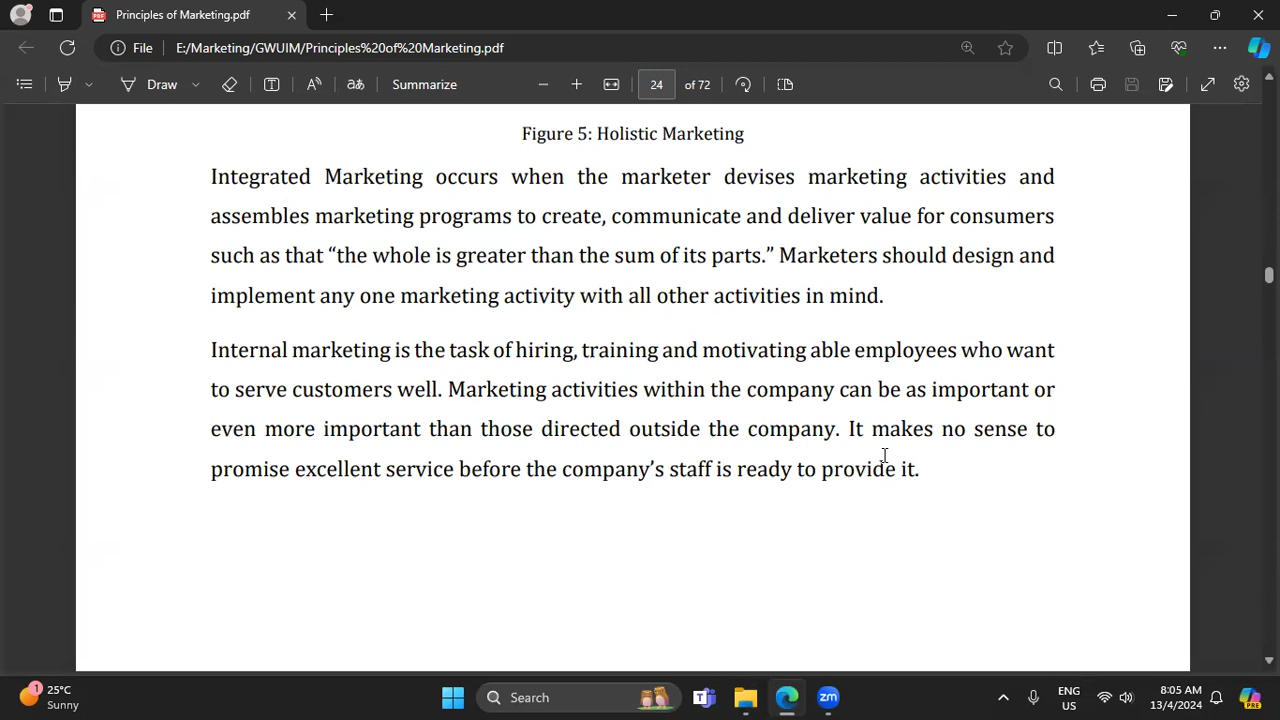 Principles of Marketing.pdf
File E:/Marketing/GWUIM/Principles%20of%20Marketing.pdf
Draw aあ Summarize 24 of 72
Figure 5: Holistic Marketing
Integrated Marketing occurs when the marketer devises marketing activities and
assembles marketing programs to create, communicate and deliver value for consumers
such as that “the whole is greater than the sum of its parts.” Marketers should design and
implement any one marketing activity with all other activities in mind.
Internal marketing is the task of hiring, training and motivating able employees who want
to serve customers well. Marketing activities within the company can be as important or
even more important than those directed outside the company. It makes no sense to
promise excellent service before the company’s staff is ready to provide it.
1 25°C
Sunny
Search
zm
ENG
US
8:05 AM
13/4/2024
PRE